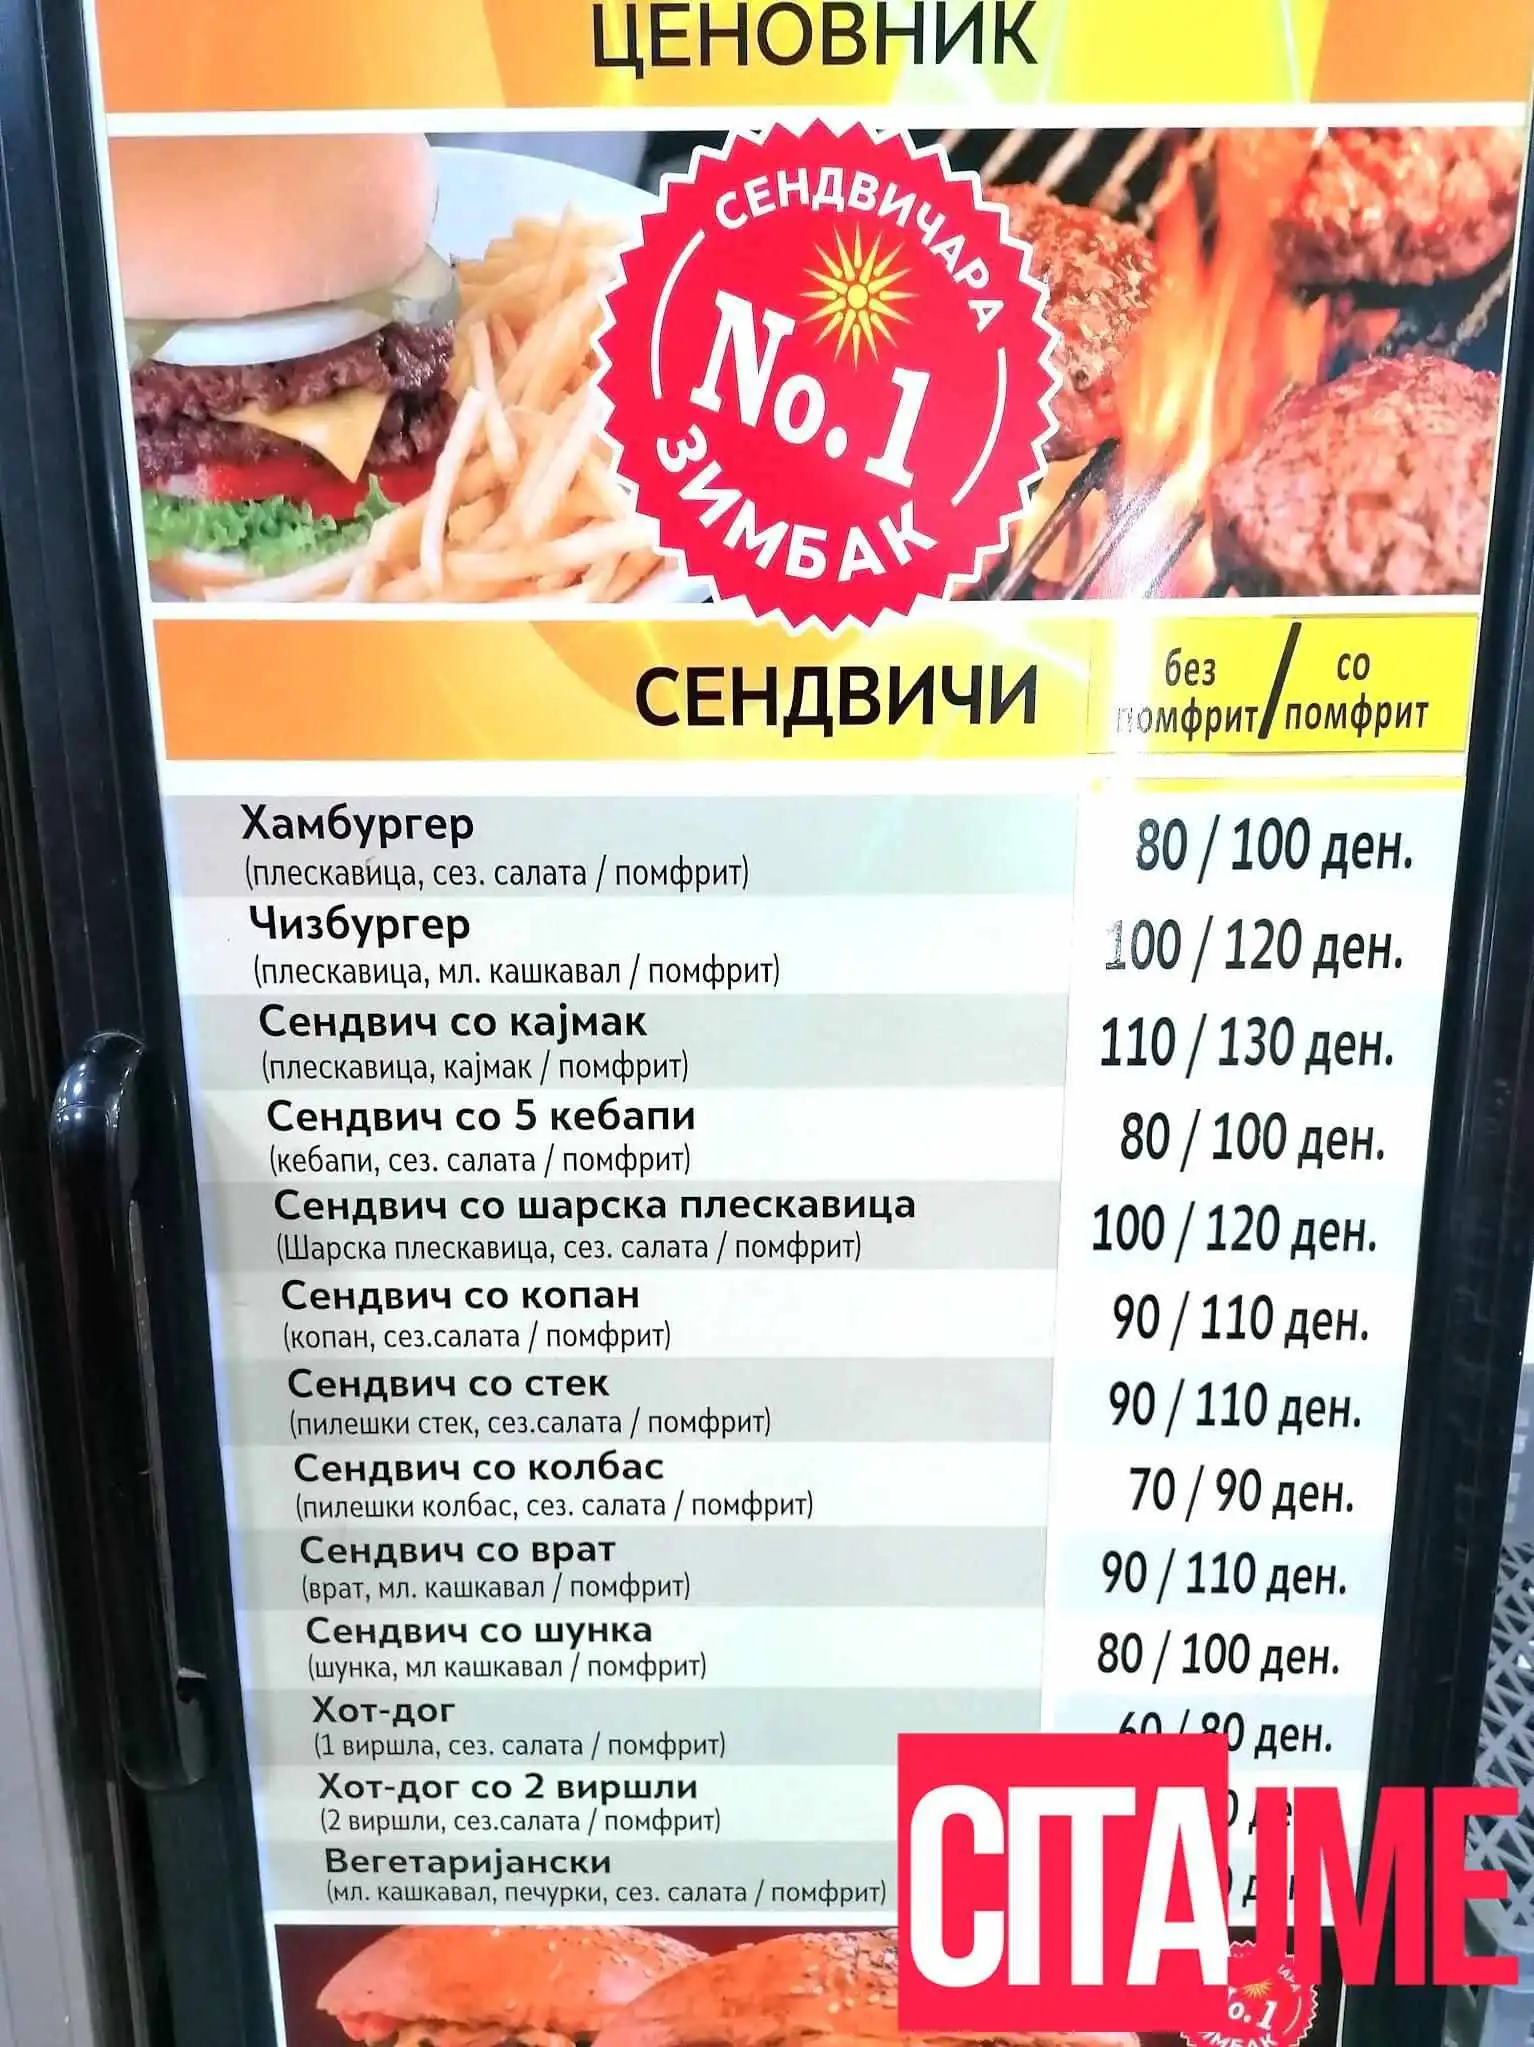 ЦЕНОВНИК
СЕНДВИЧАРА
No.1
ЗИМБАК
СЕНДВИЧИ
без помфрит / со помфрит
Хамбургер
(плескавица, сез. салата / помфрит)
80 / 100 ден.
Чизбургер
(плескавица, мл. кашкавал / помфрит)
100 / 120 ден.
Сендвич со кајмак
(плескавица, кајмак / помфрит)
110 / 130 ден.
Сендвич со 5 кебапи
(кебапи, сез. салата / помфрит)
80 / 100 ден.
Сендвич со шарска плескавица
(Шарска плескавица, сез. салата / помфрит)
100 / 120 ден.
Сендвич со копан
(копан, сез.салата / помфрит)
90 / 110 ден.
Сендвич со стек
(пилешки стек, сез.салата / помфрит)
90 / 110 ден.
Сендвич со колбас
(пилешки колбас, сез. салата / помфрит)
70 / 90 ден.
Сендвич со врат
(врат, мл. кашкавал / помфрит)
90 / 110 ден.
Сендвич со шунка
(шунка, мл кашкавал / помфрит)
80 / 100 ден.
Хот-дог
(1 виршла, сез. салата / помфрит)
60 / 80 ден.
Хот-дог со 2 виршли
(2 виршли, сез.салата / помфрит)
Вегетаријански
(мл. кашкавал, печурки, сез. салата / помфрит)
CITAJME
No.1
ЗИМБАК